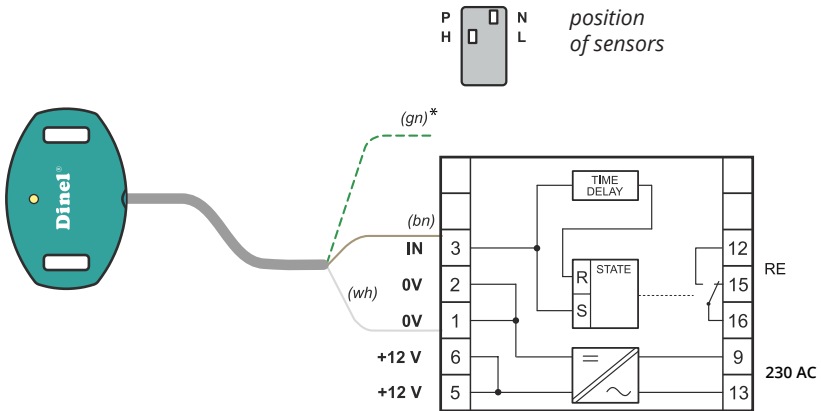 P N
H L
position
of sensors
(gn)*
Dinel®
(bn)
(wh)
IN 3
0V 2
0V 1
+12 V 6
+12 V 5
TIME
DELAY
R STATE
S
12
15
16
RE
9
13
230 AC